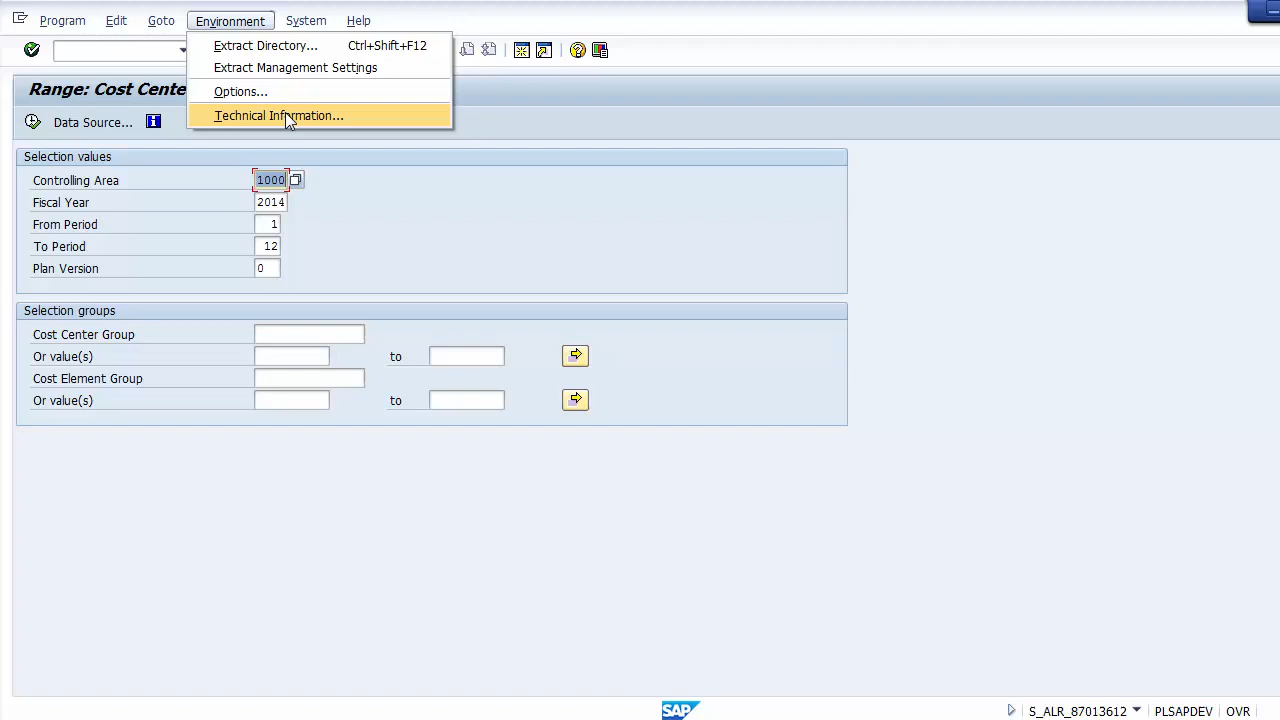 Program Edit Goto Environment System Help
Extract Directory... Ctrl+Shift+F12
Extract Management Settings
Options...
Technical Information...
Range: Cost Cente
Data Source...
Selection values
Controlling Area 1000
Fiscal Year 2014
From Period 1
To Period 12
Plan Version 0
Selection groups
Cost Center Group
Or value(s) to
Cost Element Group
Or value(s) to
SAP S_ALR_87013612 PLSAPDEV OVR